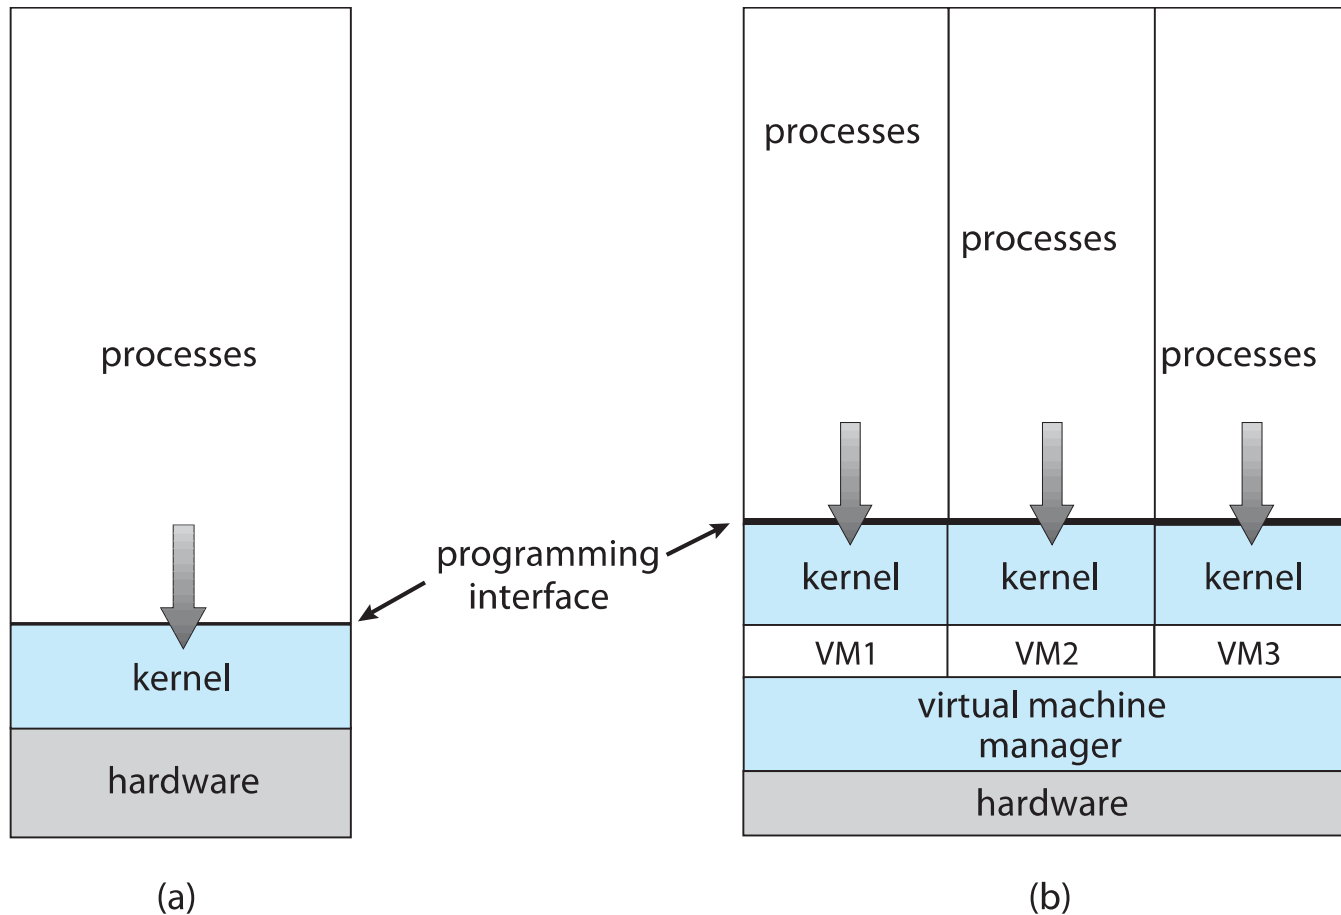 processes
kernel
hardware
(a)
programming
interface
processes
processes
processes
kernel
kernel
kernel
VM1
VM2
VM3
virtual machine
manager
hardware
(b)